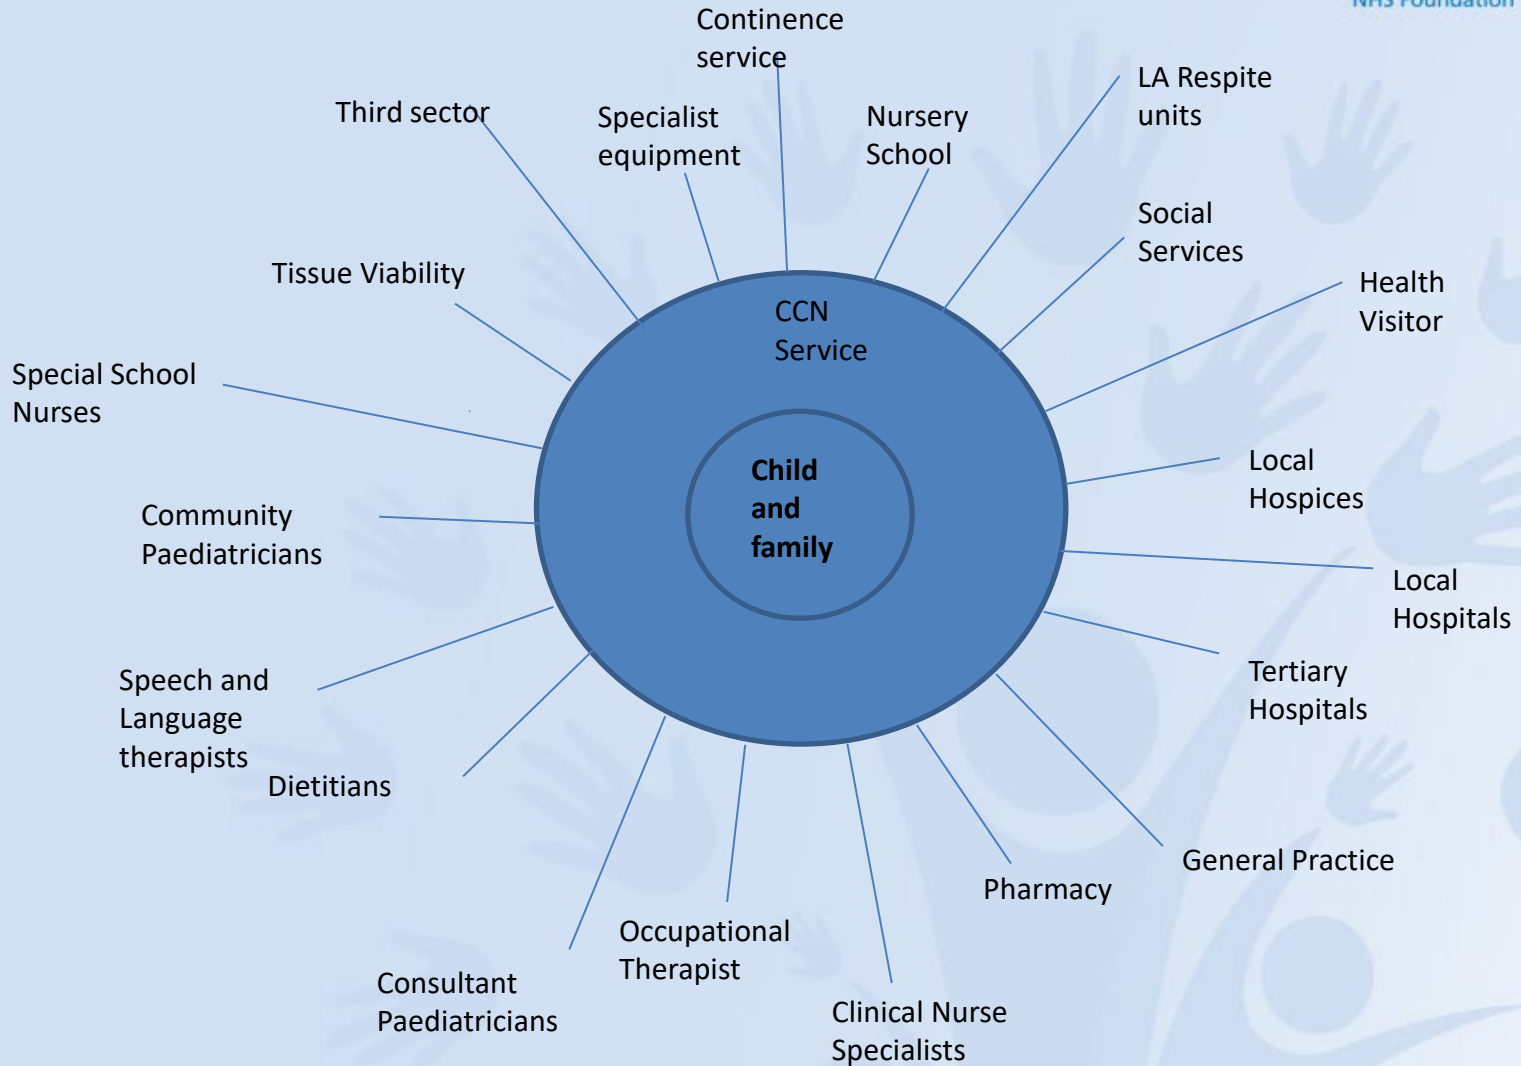 NHS Foundation
Continence
service
LA Respite
units
Third sector
Specialist
equipment
Nursery
School
Social
Services
Tissue Viability
Health
Visitor
CCN
Service
Special School
Nurses
Child
and
family
Local
Hospices
Community
Paediatricians
Local
Hospitals
Speech and
Language
therapists
Tertiary
Hospitals
Dietitians
General Practice
Pharmacy
Occupational
Therapist
Consultant
Paediatricians
Clinical Nurse
Specialists